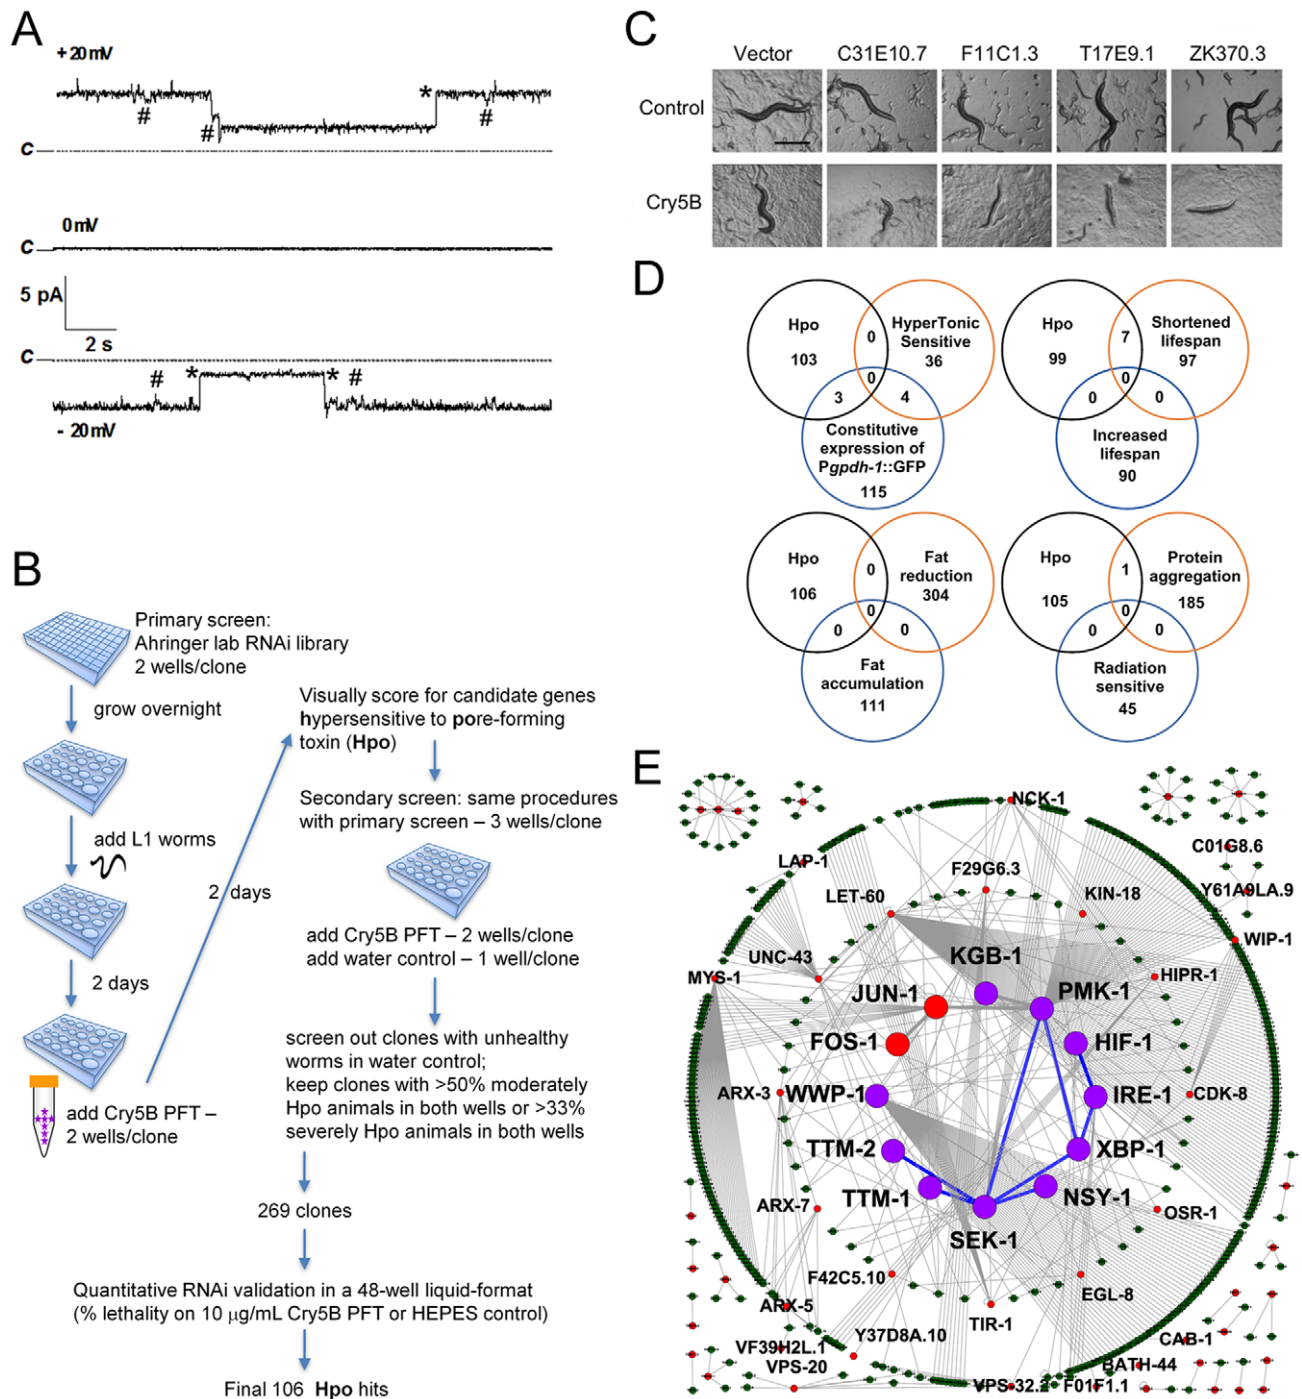 A
+20mV
#
#
*
#
C
0mV
C
5 pA
2 s
C
#
*
*
#
- 20mV
B
Primary screen:
Ahringer lab RNAi library
2 wells/clone
grow overnight
add L1 worms
2 days
add Cry5B PFT –
2 wells/clone
2 days
Visually score for candidate genes
hypersensitive to pore-forming
toxin (Hpo)
Secondary screen: same procedures
with primary screen – 3 wells/clone
add Cry5B PFT – 2 wells/clone
add water control – 1 well/clone
screen out clones with unhealthy
worms in water control;
keep clones with >50% moderately
Hpo animals in both wells or >33%
severely Hpo animals in both wells
269 clones
Quantitative RNAi validation in a 48-well liquid-format
(% lethality on 10 µg/mL Cry5B PFT or HEPES control)
Final 106 Hpo hits
C
Vector
C31E10.7
F11C1.3
T17E9.1
ZK370.3
Control
Cry5B
D
Hpo
103
0
HyperTonic
Sensitive
36
0
3
4
Constitutive
expression of
Pgpdh-1::GFP
115
Hpo
99
7
Shortened
lifespan
97
0
0
0
Increased
lifespan
90
Hpo
106
0
Fat
reduction
304
0
0
0
Fat
accumulation
111
Hpo
105
1
Protein
aggregation
185
0
0
0
Radiation
sensitive
45
E
NCK-1
C01G8.6
LAP-1
F29G6.3
LET-60
KIN-18
Y61A9LA.9
WIP-1
UNC-43
KGB-1
MYS-1
HIPR-1
JUN-1
PMK-1
FOS-1
HIF-1
ARX-3
WWP-1
IRE-1
CDK-8
TTM-2
XBP-1
TTM-1
NSY-1
ARX-7
OSR-1
SEK-1
F42C5.10
EGL-8
ARX-5
TIR-1
Y37D8A.10
CAB-1
VF39H2L.1
VPS-20
BATH-44
VPS-32.2
F01F1.1